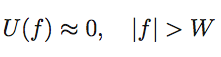 U(f) ≈ 0, |f| > W